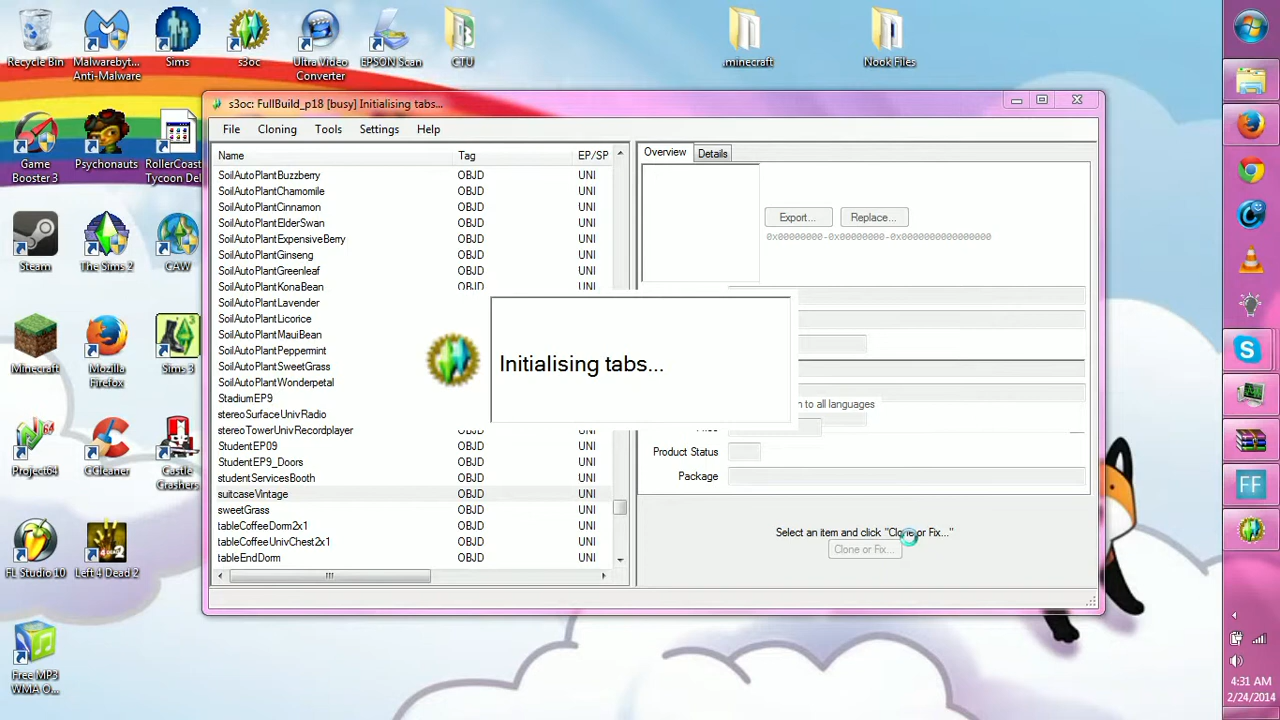 Recycle Bin
Malwarebyt...
Anti-Malware
Sims
s3oc
Ultra Video
Converter
EPSON Scan
CTU
.minecraft
Nook Files
Game
Booster 3
Psychonauts
RollerCoast
Tycoon Del
Steam
The Sims 2
CAW
Minecraft
Mozilla
Firefox
Sims 3
Project64
CCleaner
Castle
Crashers
FL Studio 10
Left 4 Dead 2
Free MP3
WMA O...
s3oc: FullBuild_p18 [busy] Initialising tabs...
File Cloning Tools Settings Help
Name Tag EP/SP
SoilAutoPlantBuzzberry OBJD UNI
SoilAutoPlantChamomile OBJD UNI
SoilAutoPlantCinnamon OBJD UNI
SoilAutoPlantElderSwan OBJD UNI
SoilAutoPlantExpensiveBerry OBJD UNI
SoilAutoPlantGinseng OBJD UNI
SoilAutoPlantGreenleaf OBJD UNI
SoilAutoPlantKonaBean OBJD UNI
SoilAutoPlantLavender
SoilAutoPlantLicorice
SoilAutoPlantMauiBean
SoilAutoPlantPeppermint
SoilAutoPlantSweetGrass
SoilAutoPlantWonderpetal
StadiumEP9
stereoSurfaceUnivRadio
stereoTowerUnivRecordplayer OBJD UNI
StudentEP09 OBJD UNI
StudentEP9_Doors OBJD UNI
studentServicesBooth OBJD UNI
suitcaseVintage OBJD UNI
sweetGrass OBJD UNI
tableCoffeeDorm2x1 OBJD UNI
tableCoffeeUnivChest2x1 OBJD UNI
tableEndDorm OBJD UNI
Overview Details
Export... Replace...
0x00000000-0x00000000-0x0000000000000000
Initialising tabs...
n to all languages
Product Status
Package
Select an item and click "Clone or Fix..."
Clone or Fix...
FF
4:31 AM
2/24/2014